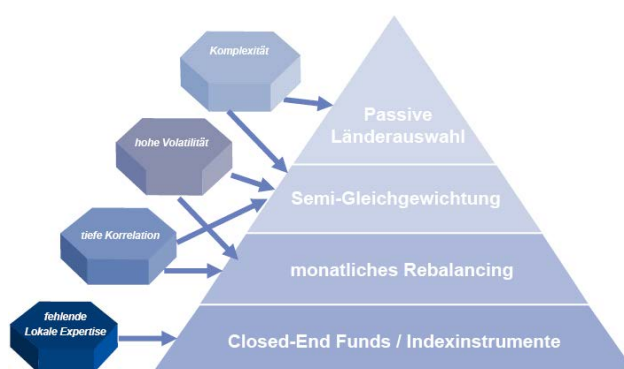 Komplexität
Passive
Länderauswahl
hohe Volatilität
Semi-Gleichgewichtung
tiefe Korrelation
monatliches Rebalancing
fehlende
Lokale Expertise
Closed-End Funds / Indexinstrumente